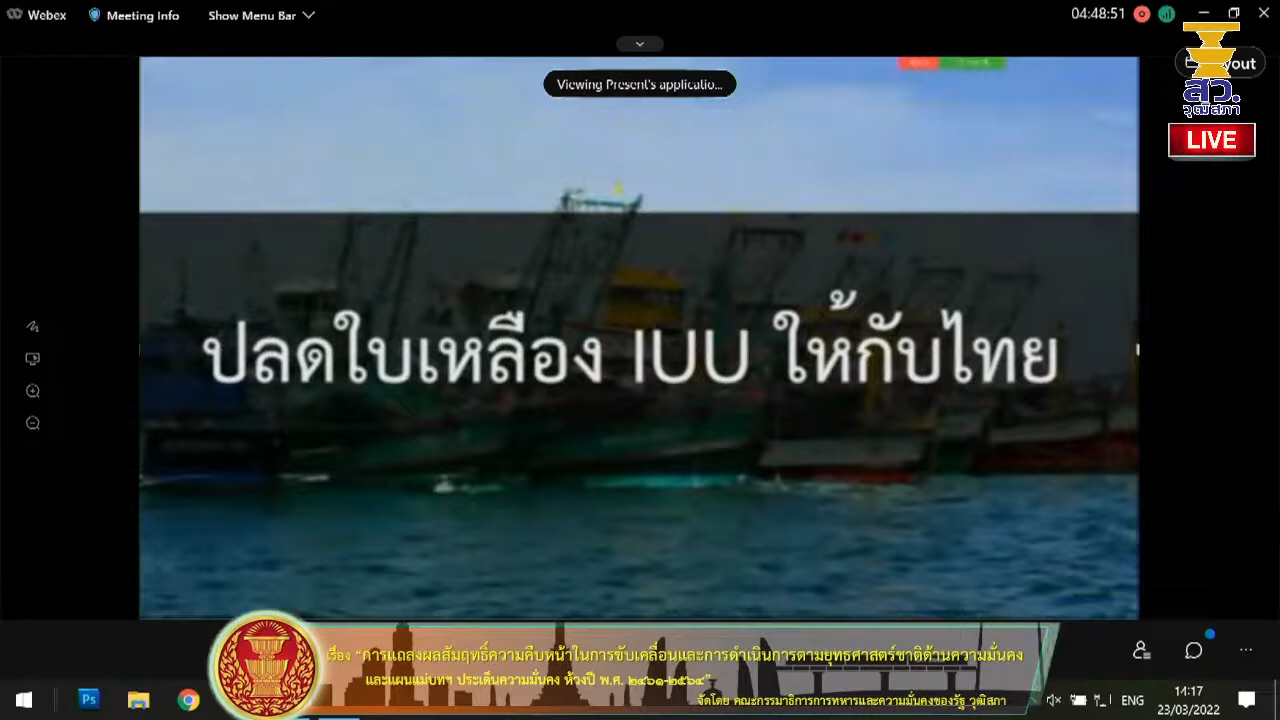 Webex
Meeting Info
Show Menu Bar
04:48:51
Viewing Present's applicatio...
yout
สว.
วุฒิสภา
LIVE
ปลดใบเหลือง IUU ให้กับไทย
เรื่อง “การแถลงผลสัมฤทธิ์ความคืบหน้าในการขับเคลื่อนและการดำเนินการตามยุทธศาสตร์ชาติด้านความมั่นคง
และแผนแม่บทฯ ประเด็นความมั่นคง ห้วงปี พ.ศ. ๒๕๖๑-๒๕๖๔”
จัดโดย คณะกรรมาธิการการทหารและความมั่นคงของรัฐ วุฒิสภา
Ps
ENG
14:17
23/03/2022